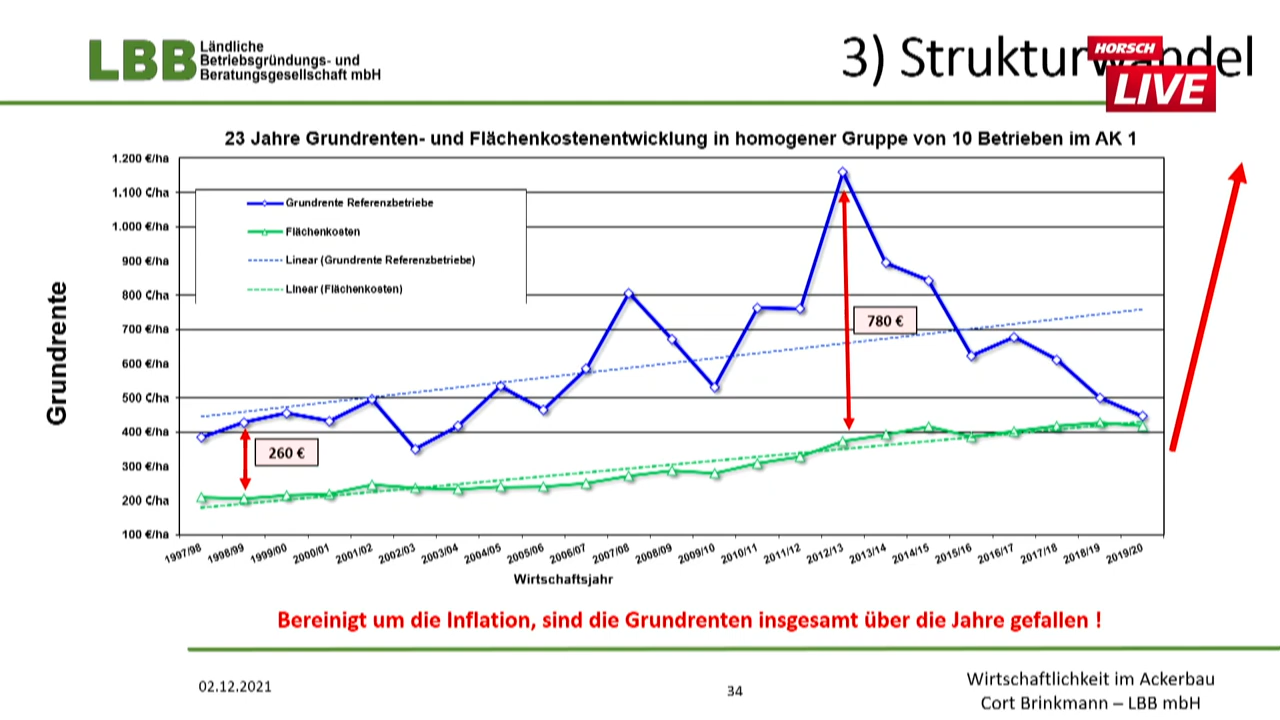 LBB
Ländliche
Betriebsgründungs- und
Beratungsgesellschaft mbH
3) Strukturwandel
HORSCH
LIVE
23 Jahre Grundrenten- und Flächenkostenentwicklung in homogener Gruppe von 10 Betrieben im AK 1
1.200 €/ha
1.100 €/ha
1.000 €/ha
900 €/ha
800 €/ha
700 €/ha
600 €/ha
500 €/ha
400 €/ha
300 €/ha
200 €/ha
100 €/ha
Grundrente
Grundrente Referenzbetriebe
Flächenkosten
Linear (Grundrente Referenzbetriebe)
Linear (Flächenkosten)
260 €
780 €
1997/98
1998/99
1999/00
2000/01
2001/02
2002/03
2003/04
2004/05
2005/06
2006/07
2007/08
2008/09
2009/10
2010/11
2011/12
2012/13
2013/14
2014/15
2015/16
2016/17
2017/18
2018/19
2019/20
Wirtschaftsjahr
Bereinigt um die Inflation, sind die Grundrenten insgesamt über die Jahre gefallen !
02.12.2021
34
Wirtschaftlichkeit im Ackerbau
Cort Brinkmann – LBB mbH